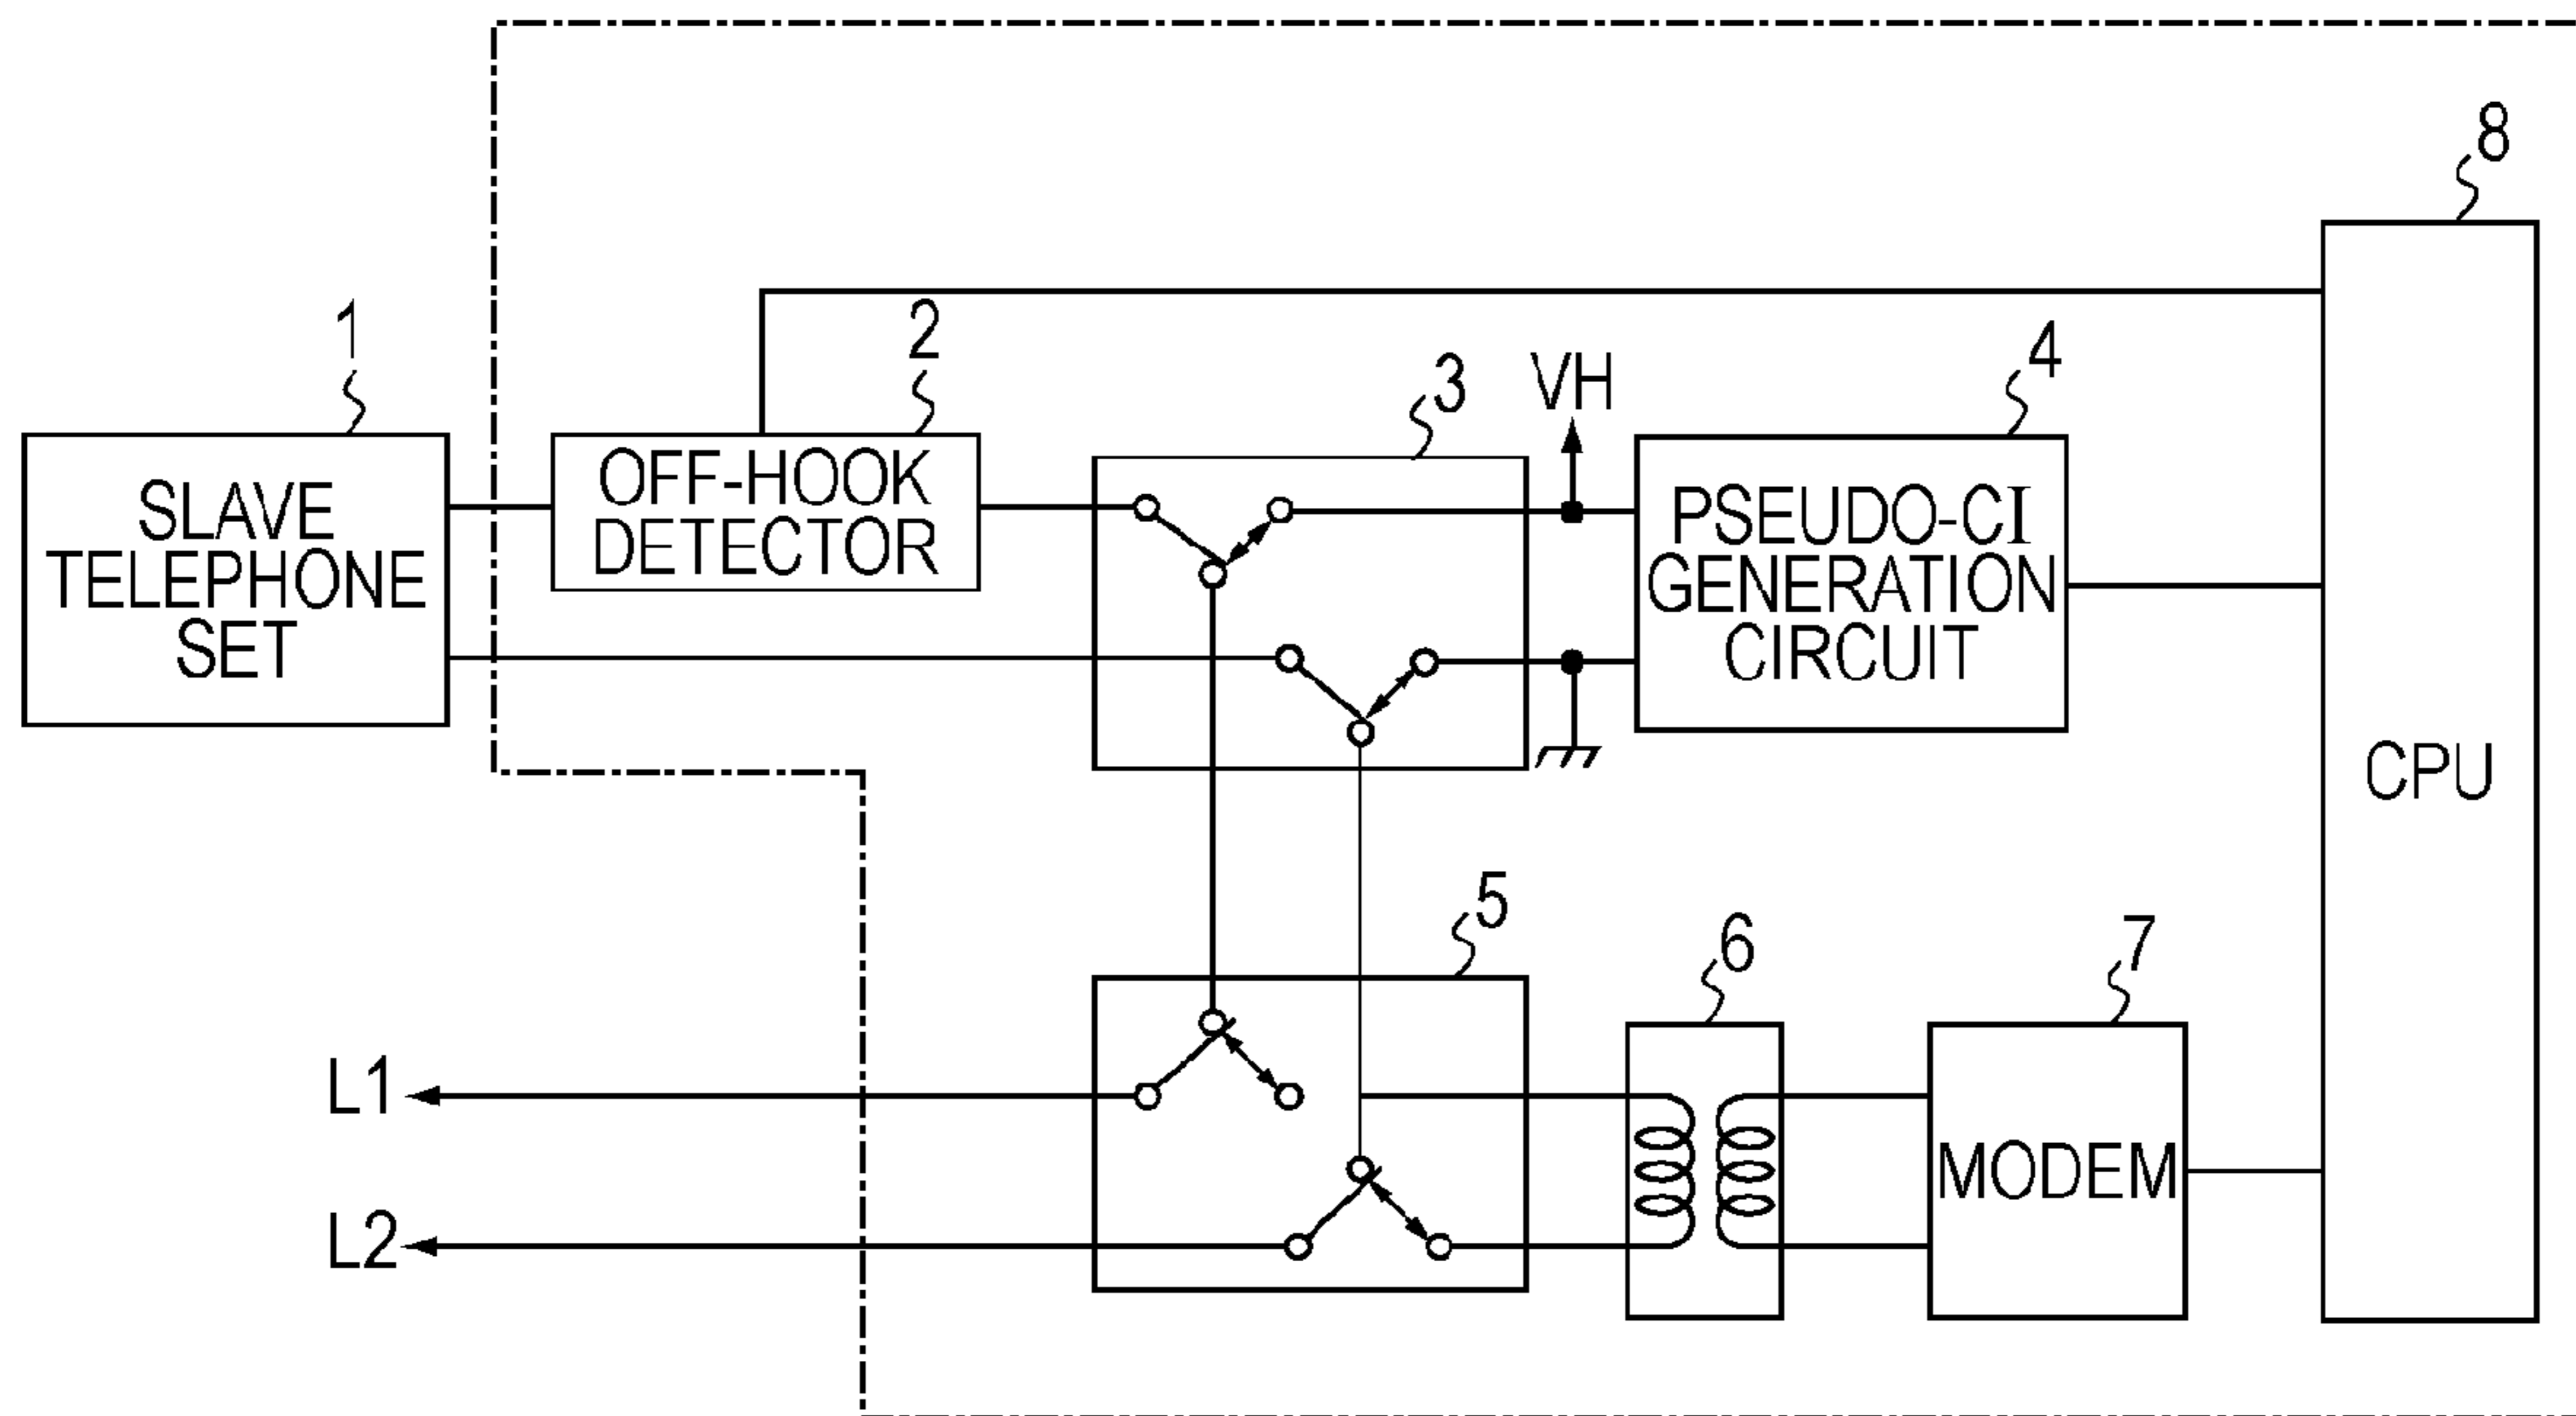 8
1
2
3
VH
4
SLAVE
TELEPHONE
SET
OFF-HOOK
DETECTOR
PSEUDO-CI
GENERATION
CIRCUIT
CPU
5
6
7
L1
L2
MODEM